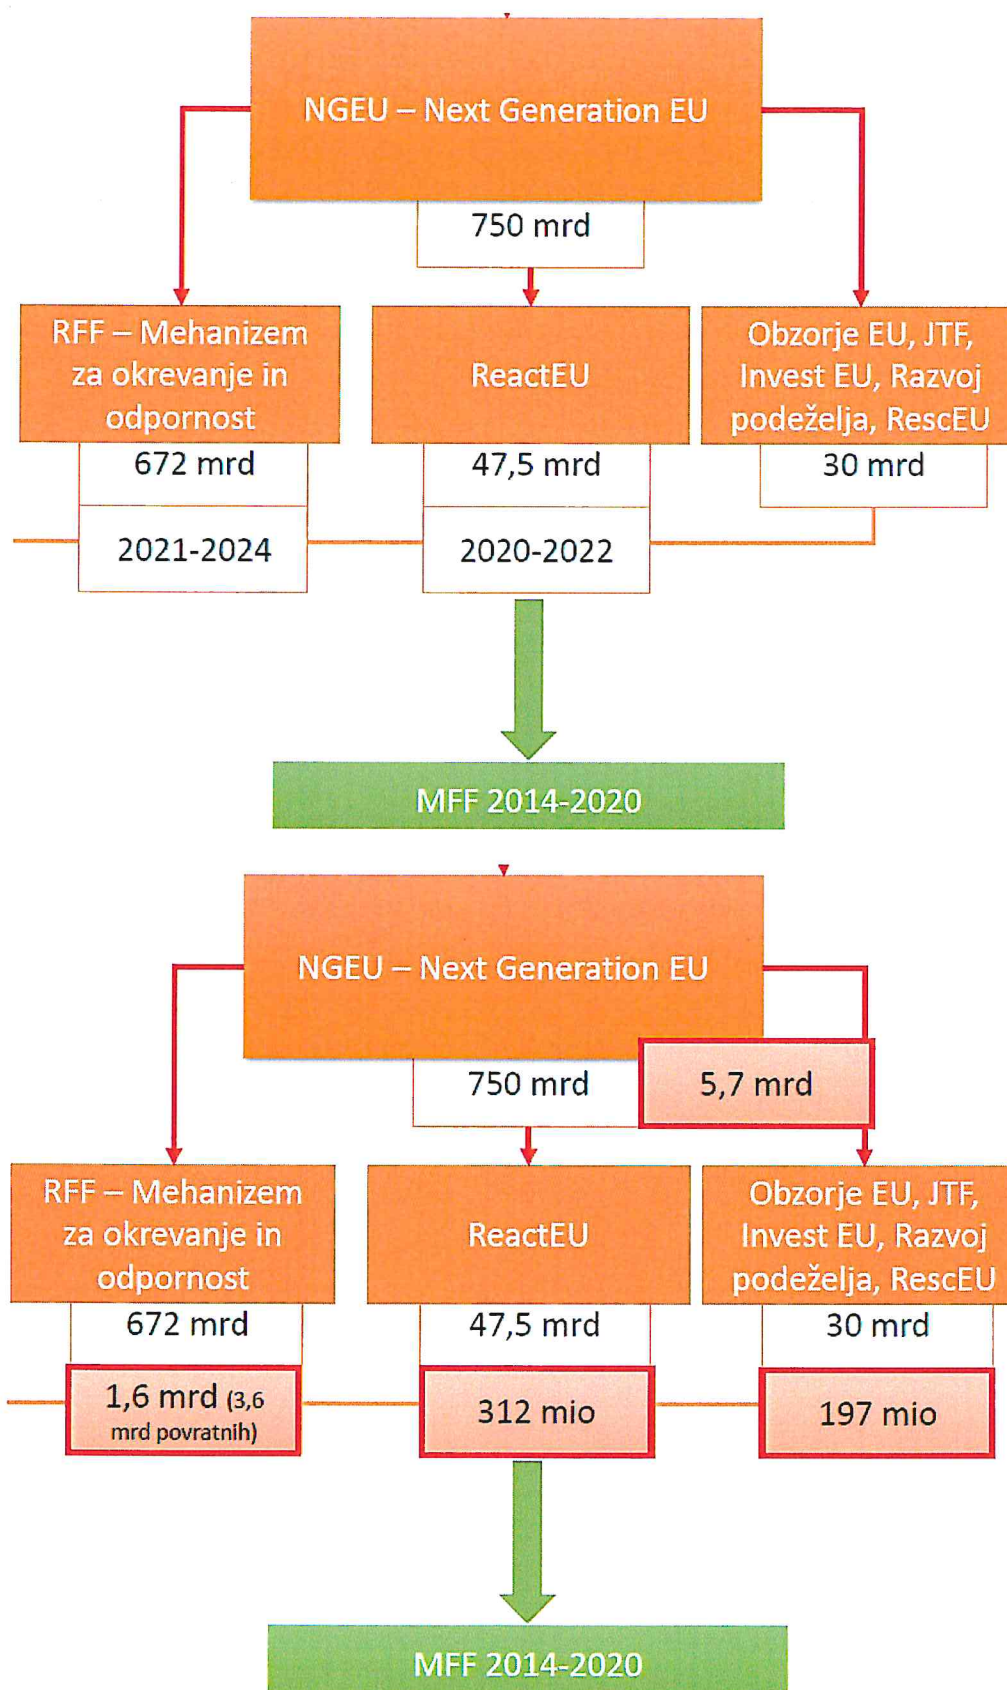 NGEU – Next Generation EU
750 mrd
RFF – Mehanizem
za okrevanje in
odpornost
672 mrd
2021-2024
ReactEU
47,5 mrd
2020-2022
Obzorje EU, JTF,
Invest EU, Razvoj
podeželja, RescEU
30 mrd
MFF 2014-2020
NGEU – Next Generation EU
750 mrd
5,7 mrd
RFF – Mehanizem
za okrevanje in
odpornost
672 mrd
1,6 mrd (3,6
mrd povratnih)
ReactEU
47,5 mrd
312 mio
Obzorje EU, JTF,
Invest EU, Razvoj
podeželja, RescEU
30 mrd
197 mio
MFF 2014-2020